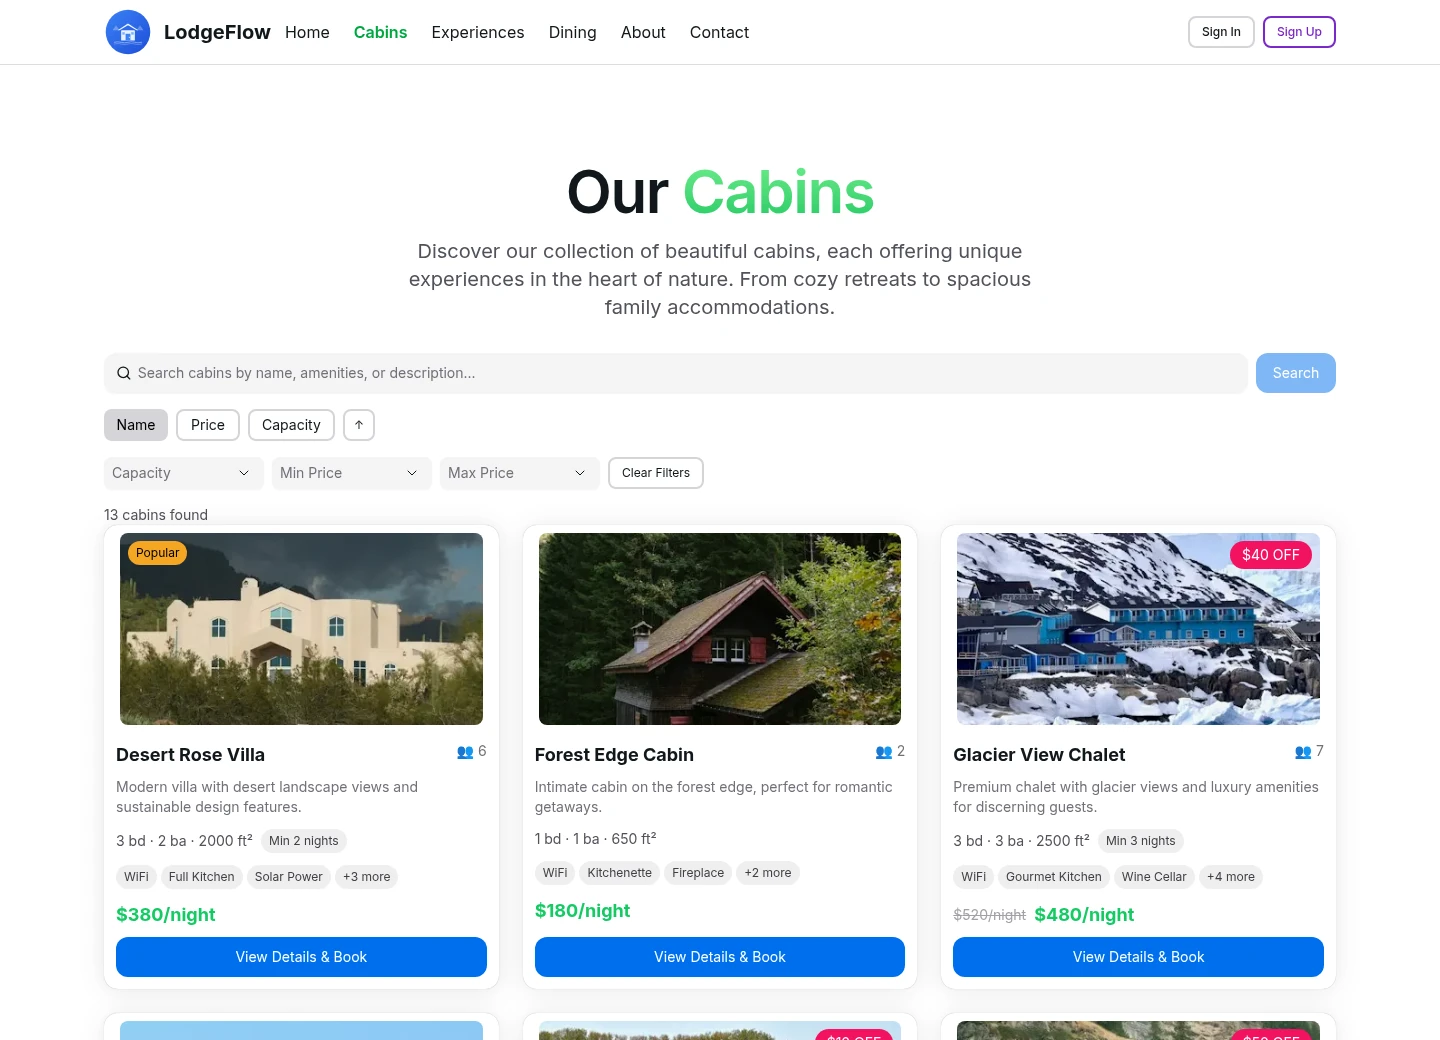 LodgeFlow
Home
Cabins
Experiences
Dining
About
Contact
Sign In
Sign Up
Our Cabins
Discover our collection of beautiful cabins, each offering unique
experiences in the heart of nature. From cozy retreats to spacious
family accommodations.
Search cabins by name, amenities, or description...
Search
Name
Price
Capacity
↑
Capacity
Min Price
Max Price
Clear Filters
13 cabins found
Popular
Desert Rose Villa
6
Modern villa with desert landscape views and
sustainable design features.
3 bd · 2 ba · 2000 ft²
Min 2 nights
WiFi
Full Kitchen
Solar Power
+3 more
$380/night
View Details & Book
Forest Edge Cabin
2
Intimate cabin on the forest edge, perfect for romantic
getaways.
1 bd · 1 ba · 650 ft²
WiFi
Kitchenette
Fireplace
+2 more
$180/night
View Details & Book
$40 OFF
Glacier View Chalet
7
Premium chalet with glacier views and luxury amenities
for discerning guests.
3 bd · 3 ba · 2500 ft²
Min 3 nights
WiFi
Gourmet Kitchen
Wine Cellar
+4 more
$520/night $480/night
View Details & Book